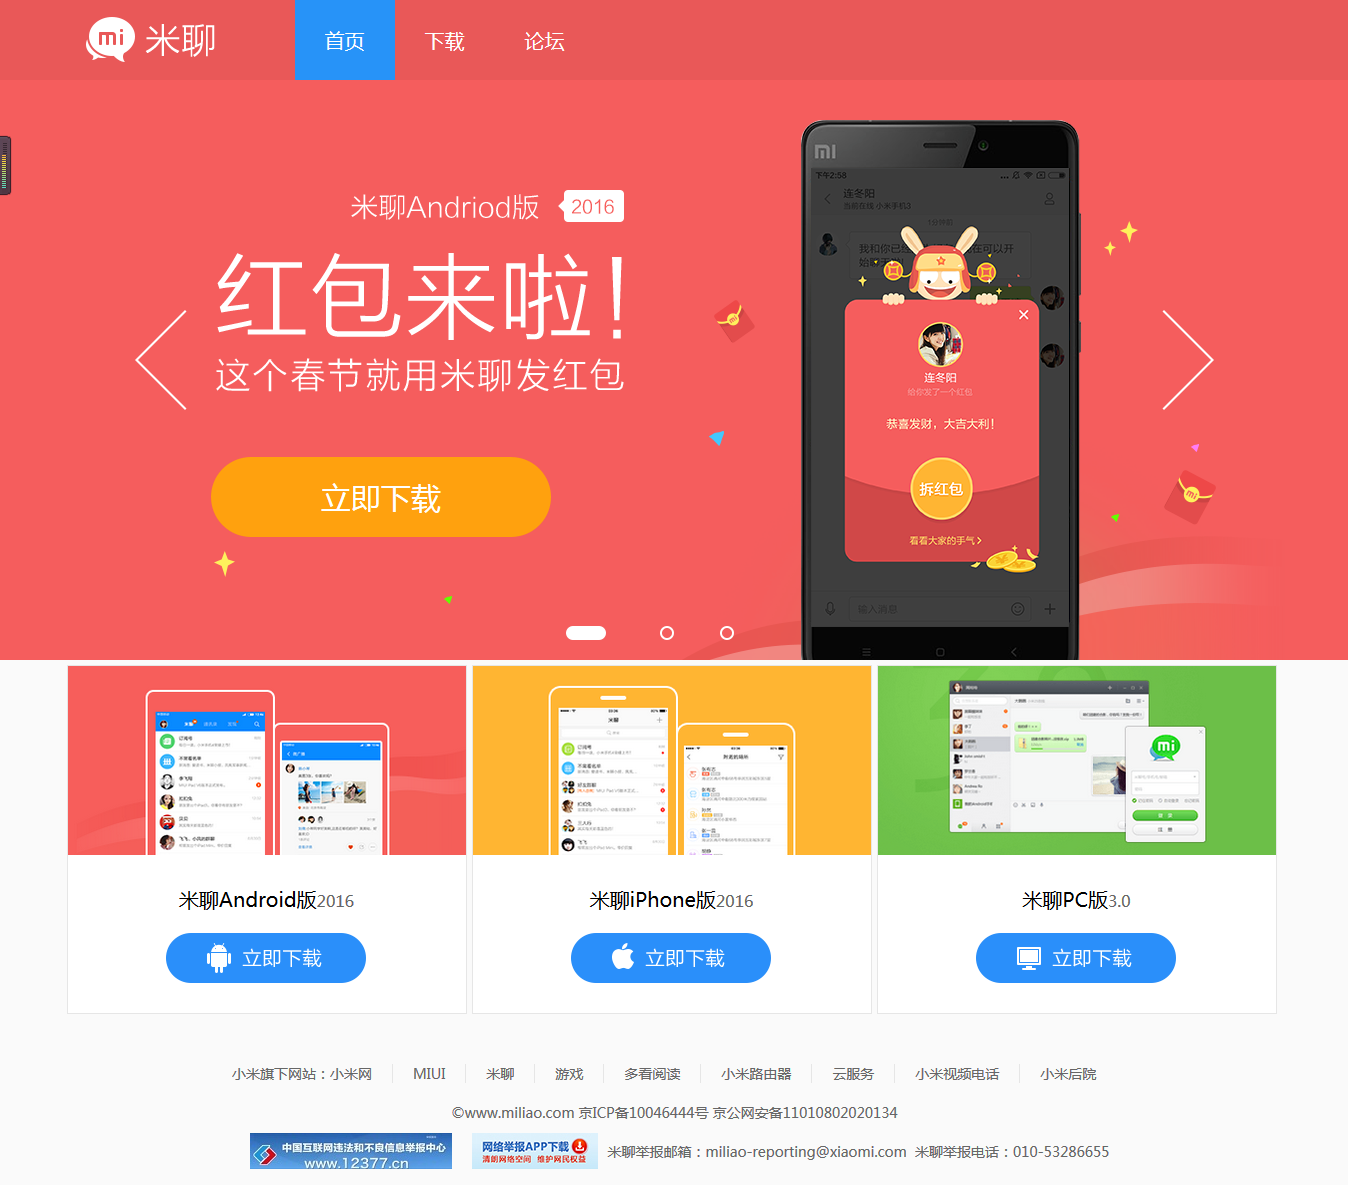 mi 米聊
首页 下载 论坛
米聊Andriod版 2016
红包来啦!
这个春节就用米聊发红包
立即下载
mi
下午2:58
连冬阳
当前在线 小米手机3
1分钟前
连冬阳
给你发了一个红包
恭喜发财，大吉大利!
拆红包
看看大家的手气
输入消息
米聊
米聊
附近的贴吧
mi
米聊Android版2016
立即下载
米聊iPhone版2016
立即下载
米聊PC版3.0
立即下载
小米旗下网站：小米网 MIUI 米聊 游戏 多看阅读 小米路由器 云服务 小米视频电话 小米后院
©www.miliao.com 京ICP备10046444号 京公网安备11010802020134
中国互联网违法和不良信息举报中心
www.12377.cn
网络举报APP下载
清朗网络空间 维护网民权益
米聊举报邮箱：miliao-reporting@xiaomi.com 米聊举报电话：010-53286655